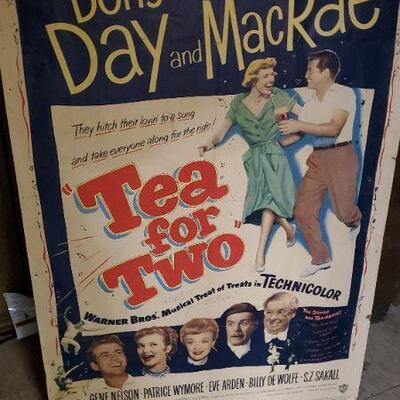 Doris
Day and MacRae
They hitch their lovin' to a song
and take everyone along for the ride!
"Tea
for
Two"
WARNER BROS. Musical Treat of Treats in TECHNICOLOR
GENE NELSON · PATRICE WYMORE · EVE ARDEN · BILLY DE WOLFE · S.Z. SAKALL